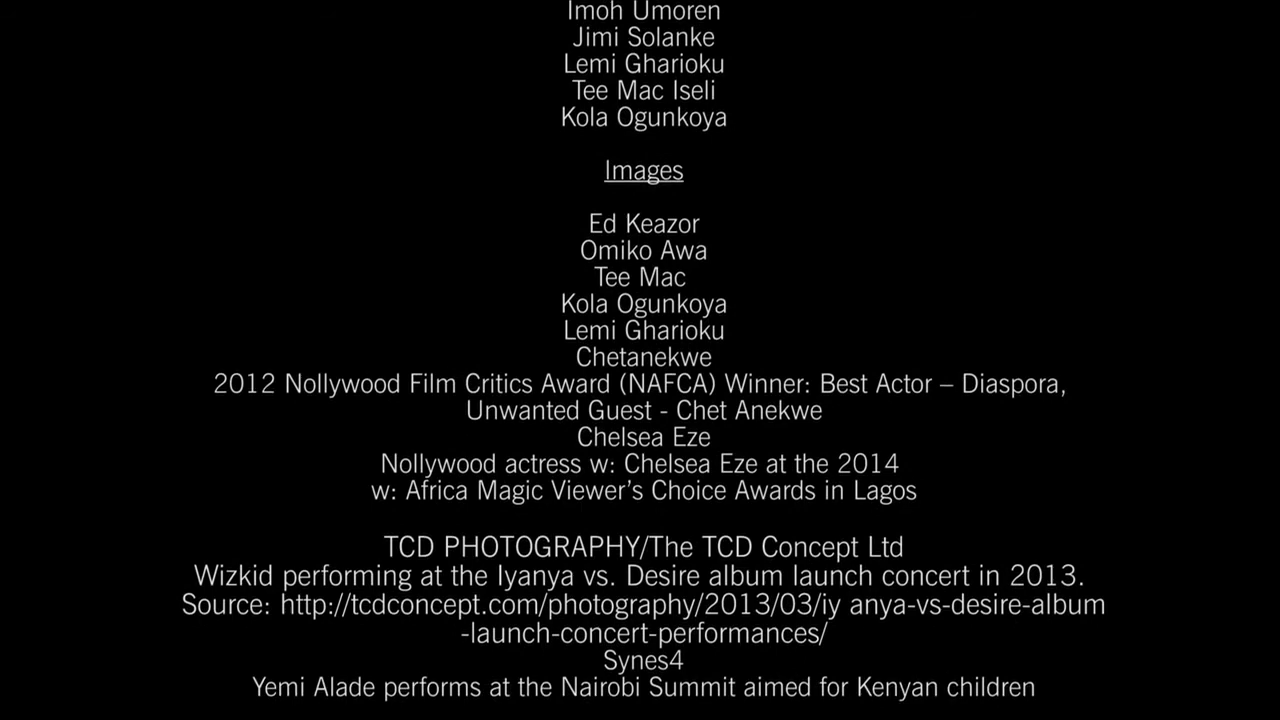 Imoh Umoren
Jimi Solanke
Lemi Gharioku
Tee Mac Iseli
Kola Ogunkoya
Images
Ed Keazor
Omiko Awa
Tee Mac
Kola Ogunkoya
Lemi Gharioku
Chetanekwe
2012 Nollywood Film Critics Award (NAFCA) Winner: Best Actor – Diaspora,
Unwanted Guest - Chet Anekwe
Chelsea Eze
Nollywood actress w: Chelsea Eze at the 2014
w: Africa Magic Viewer’s Choice Awards in Lagos
TCD PHOTOGRAPHY/The TCD Concept Ltd
Wizkid performing at the Iyanya vs. Desire album launch concert in 2013.
Source: http://tcdconcept.com/photography/2013/03/iy anya-vs-desire-album
-launch-concert-performances/
Synes4
Yemi Alade performs at the Nairobi Summit aimed for Kenyan children